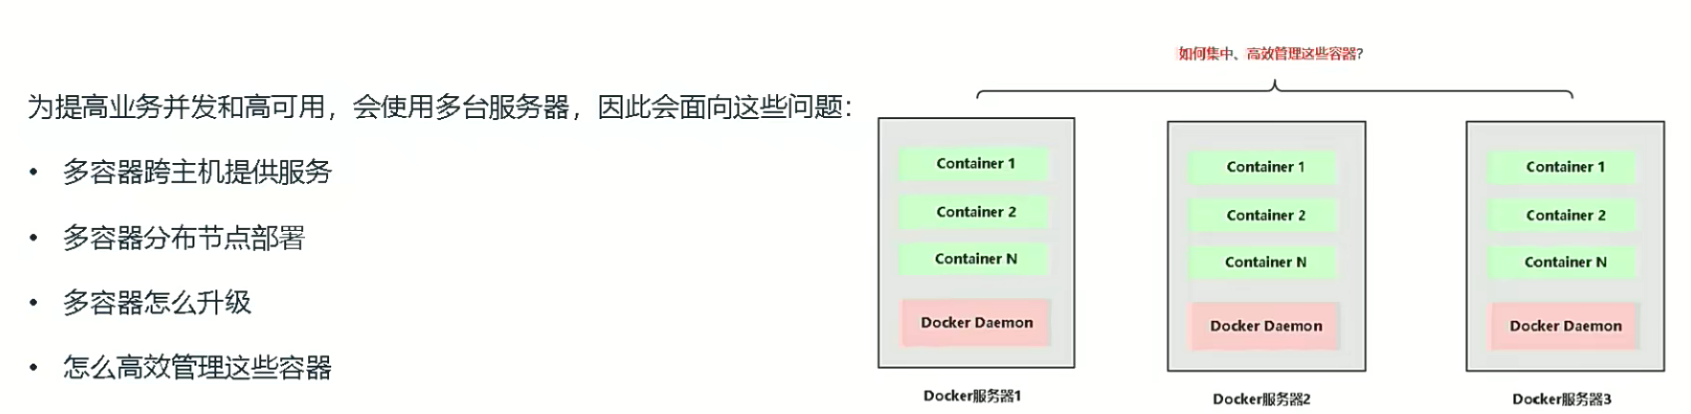 为提高业务并发和高可用，会使用多台服务器，因此会面向这些问题：
• 多容器跨主机提供服务
• 多容器分布节点部署
• 多容器怎么升级
• 怎么高效管理这些容器
如何集中、高效管理这些容器?
Container 1
Container 2
Container N
Docker Daemon
Docker服务器1
Container 1
Container 2
Container N
Docker Daemon
Docker服务器2
Container 1
Container 2
Container N
Docker Daemon
Docker服务器3